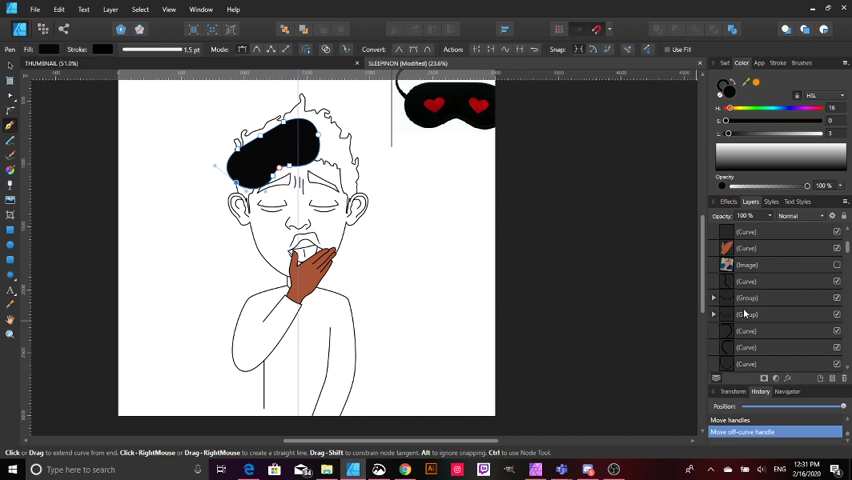 File Edit Text Layer Select View Window Help
Pen Fill: Stroke: 1.5 pt Mode: Convert: Action: Snap: Use Fill
THUMBNAIL (51.0%) × SLEEPINON [Modified] (23.6%) ×
Swt Color App Stroke Brushes
HSL
H: 16
S: 0
L: 3
Opacity 100 %
Effects Layers Styles Text Styles
Opacity: 100 % Normal
(Curve)
(Curve)
(Image)
(Curve)
(Group)
(Group)
(Curve)
(Curve)
(Curve)
Transform History Navigator
Position:
Move handles
Move off-curve handle
Click or Drag to extend curve from end. Click+RightMouse or Drag+RightMouse to create a straight line. Drag+Shift to constrain node tangent. Alt to ignore snapping. Ctrl to use Node Tool.
Type here to search
ENG
12:31 PM
2/16/2020